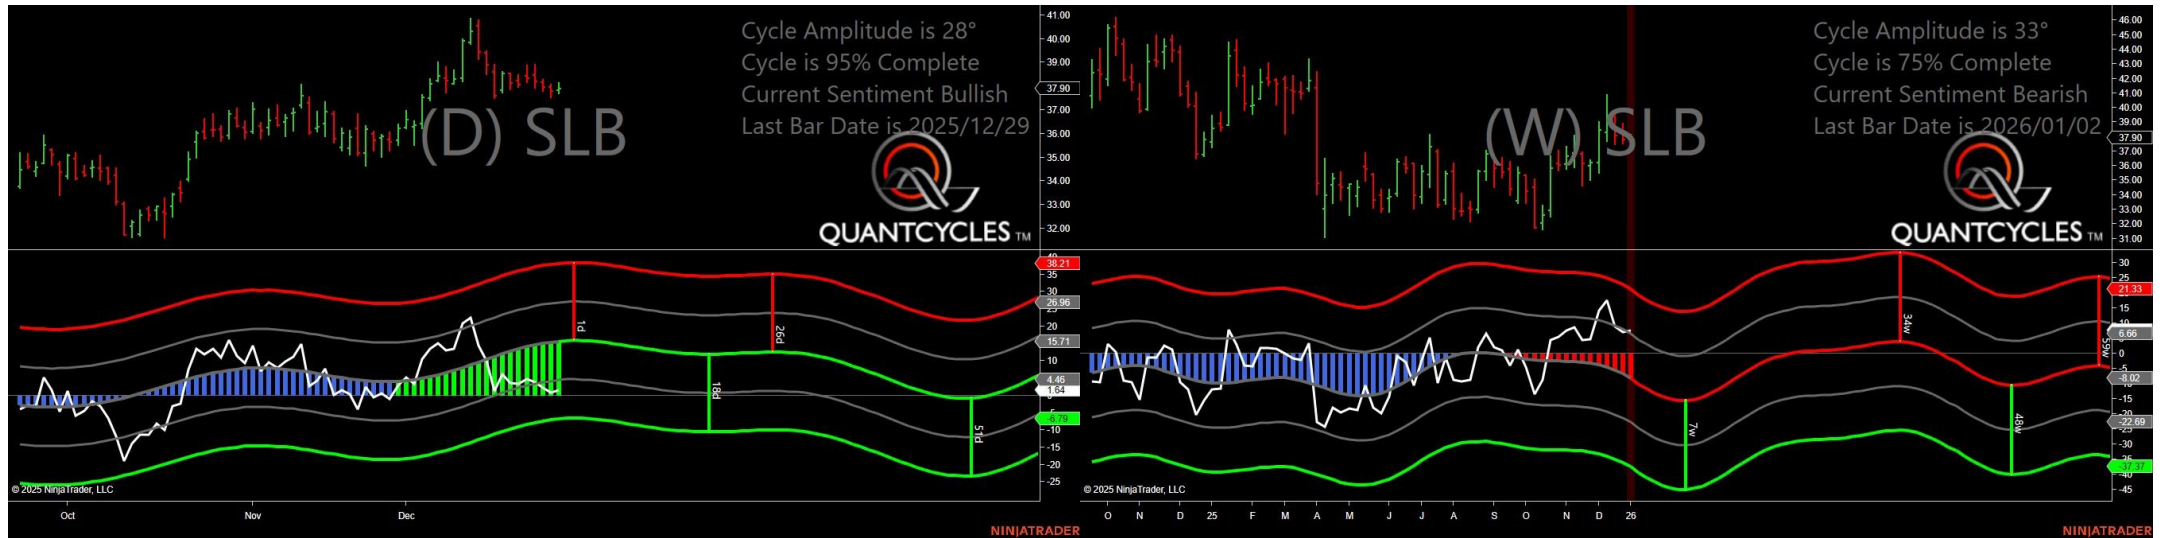 Cycle Amplitude is 28°
Cycle is 95% Complete
Current Sentiment Bullish
Last Bar Date is 2025/12/29
(D) SLB
QUANTCYCLES TM
41.00
40.00
39.00
37.90
37.00
36.00
35.00
34.00
33.00
32.00
38.21
35
30
26.96
20
15.71
10
4.46
1.64
-6.79
-10
-15
-20
-25
1d
18d
26d
51d
© 2025 NinjaTrader, LLC
Oct Nov Dec
NINJATRADER
Cycle Amplitude is 33°
Cycle is 75% Complete
Current Sentiment Bearish
Last Bar Date is 2026/01/02
(W) SLB
QUANTCYCLES TM
46.00
45.00
44.00
43.00
42.00
41.00
40.00
39.00
37.90
37.00
36.00
35.00
34.00
33.00
32.00
31.00
30
25
21.33
15
6.66
0
-5
-8.02
-15
-22.69
-30
-35
-37.37
-45
7w
34w
48w
59w
© 2025 NinjaTrader, LLC
O N D 25 F M A M J J A S O N D 26
NINJATRADER